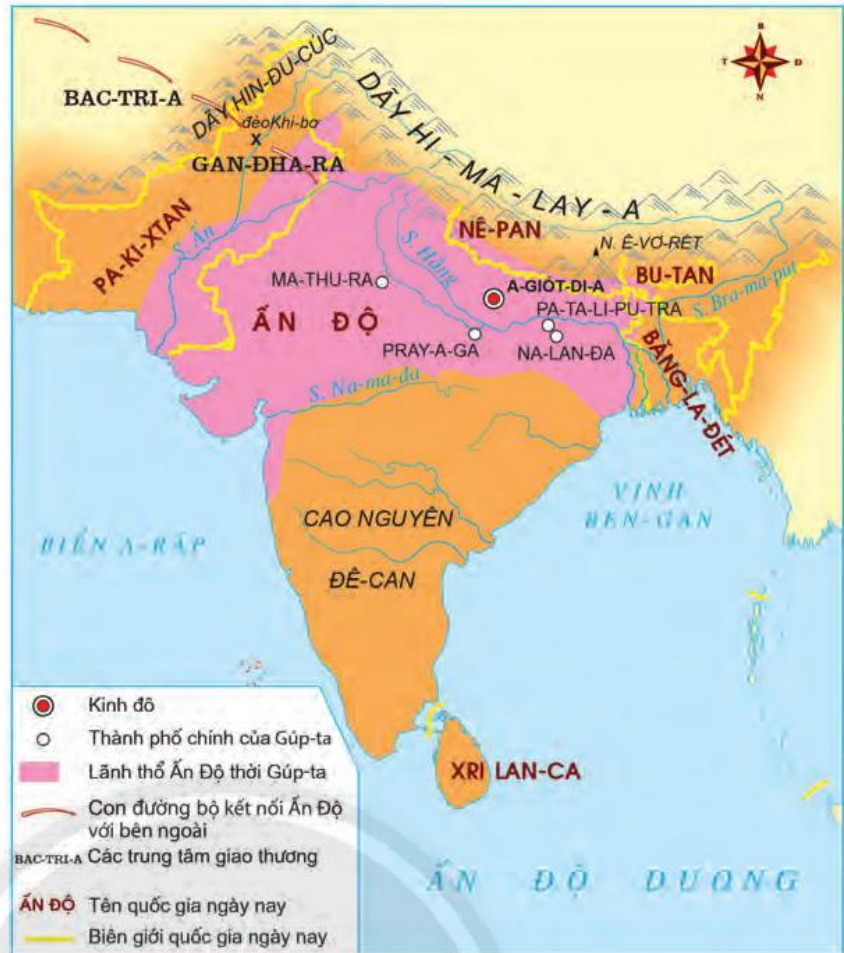 B
T
Đ
N
BAC-TRI-A
DÃY HIN-ĐU-CÚC
đèo Khi-bơ
x
GAN-ĐHA-RA
DÃY HI-MA-LAY-A
PA-KI-XTAN
S. Ấn
NÊ-PAN
N. Ê-VƠ-RÉT
S. Hằng
MA-THU-RA
A-GIÓT-DI-A
BU-TAN
S. Bra-ma-put
PA-TA-LI-PU-TRA
ẤN ĐỘ
PRAY-A-GA
NA-LAN-ĐA
BĂNG-LA-ĐÉT
S. Na-ma-đa
VỊNH
BEN-GAN
CAO NGUYÊN
BIỂN A-RẬP
ĐÊ-CAN
XRI LAN-CA
ẤN ĐỘ DƯƠNG
Kinh đô
Thành phố chính của Gúp-ta
Lãnh thổ Ấn Độ thời Gúp-ta
Con đường bộ kết nối Ấn Độ
với bên ngoài
BAC-TRI-A Các trung tâm giao thương
ẤN ĐỘ Tên quốc gia ngày nay
Biên giới quốc gia ngày nay